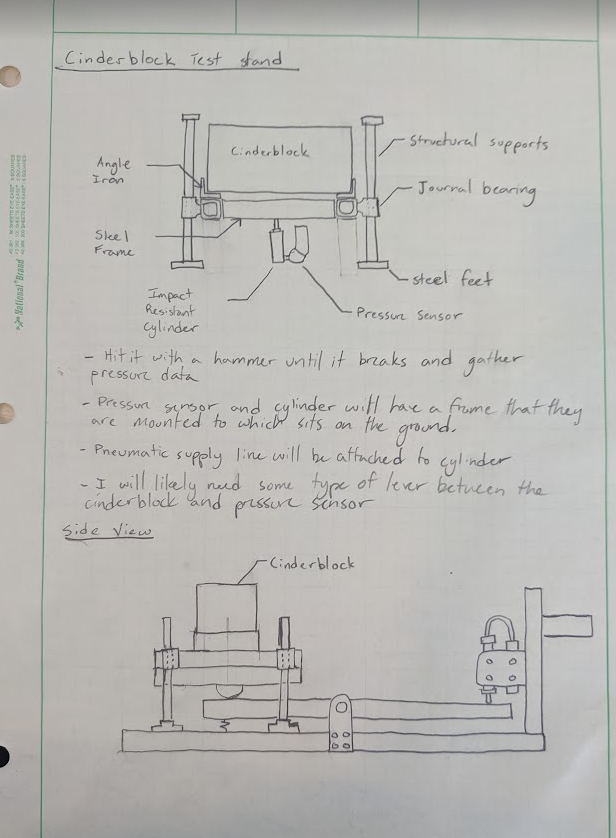 Cinderblock Test stand
Cinderblock
Structural supports
Angle
Iron
Journal bearing
Steel
Frame
steel feet
Impact
Resistant
Cylinder
Pressure Sensor
- Hit it with a hammer until it breaks and gather
pressure data
- Pressure sensor and cylinder will have a frame that they
are mounted to which sits on the ground.
- Pneumatic supply line will be attached to cylinder
- I will likely need some type of lever between the
cinderblock and pressure sensor
Side View
Cinderblock
National Brand